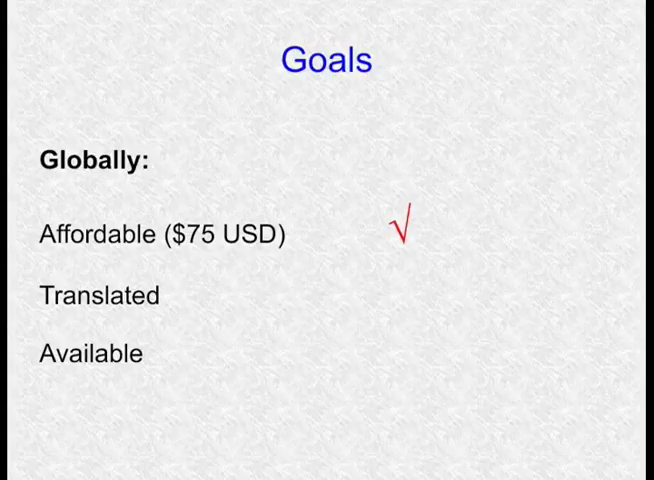 Goals
Globally:
Affordable ($75 USD) √
Translated
Available